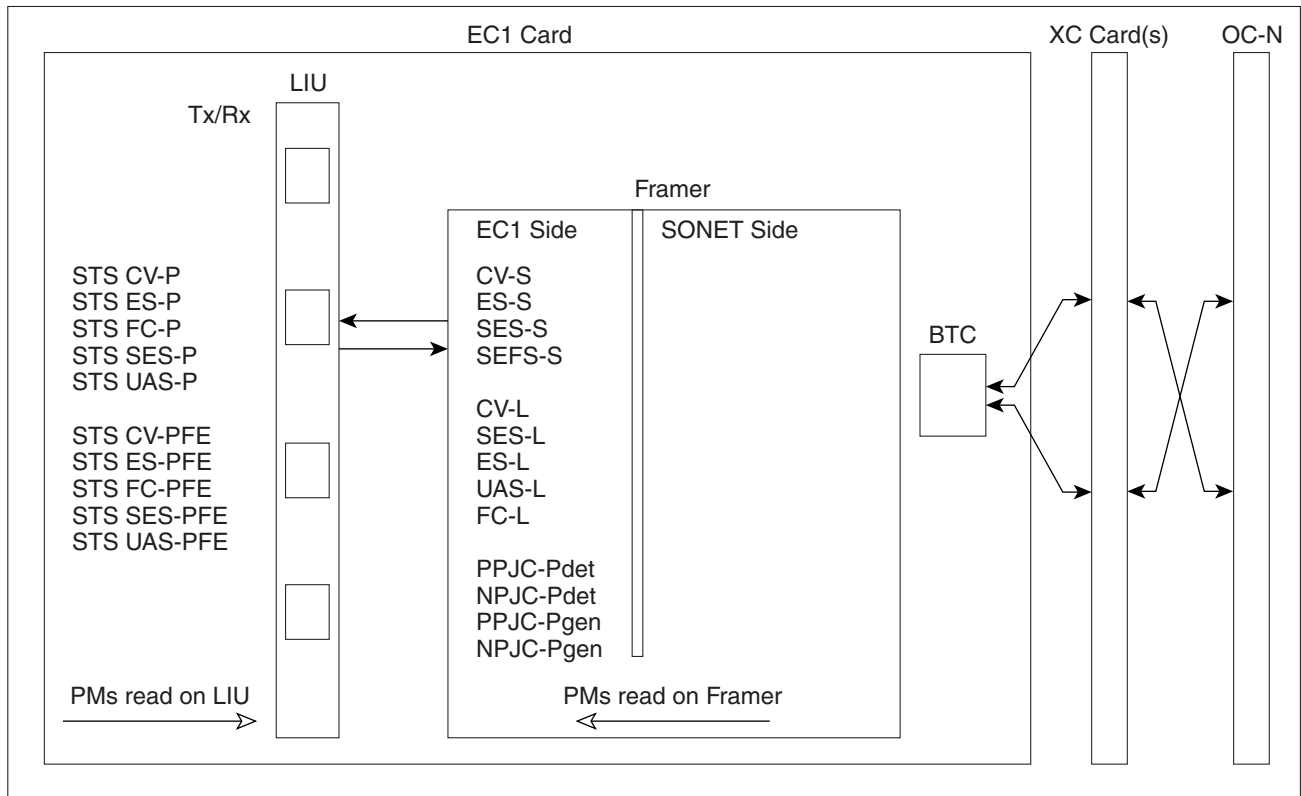 EC1 Card
XC Card(s)
OC-N
LIU
Tx/Rx
Framer
EC1 Side
SONET Side
STS CV-P
STS ES-P
STS FC-P
STS SES-P
STS UAS-P
STS CV-PFE
STS ES-PFE
STS FC-PFE
STS SES-PFE
STS UAS-PFE
CV-S
ES-S
SES-S
SEFS-S
CV-L
SES-L
ES-L
UAS-L
FC-L
PPJC-Pdet
NPJC-Pdet
PPJC-Pgen
NPJC-Pgen
BTC
PMs read on LIU
PMs read on Framer